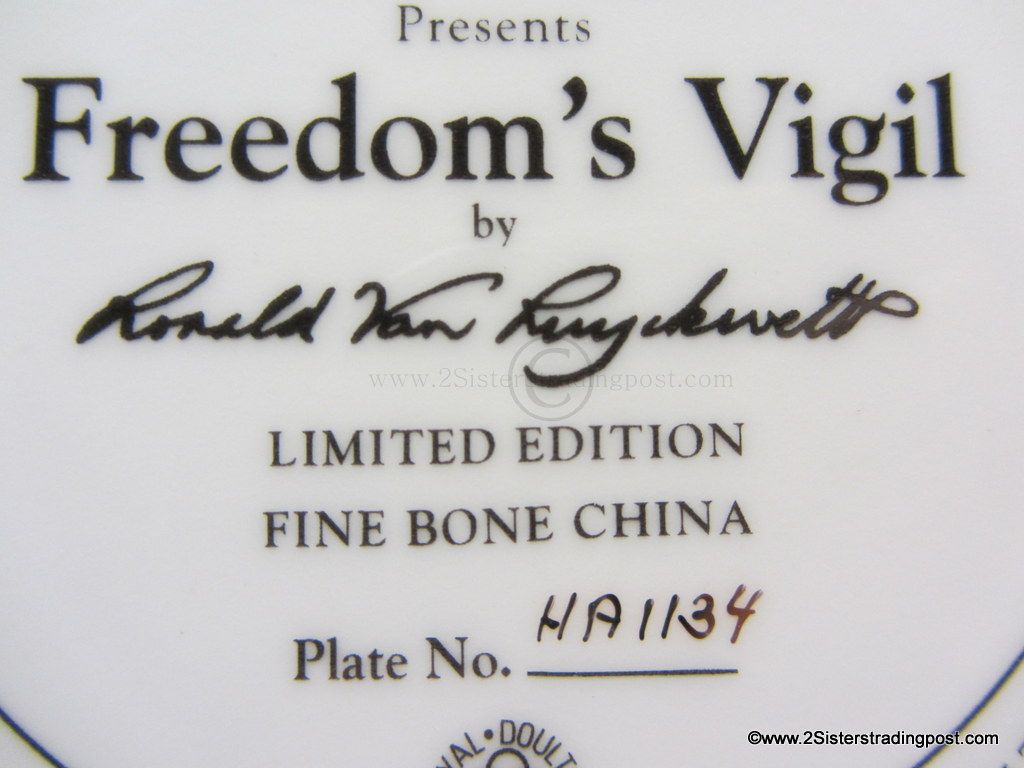 Presents
Freedom's Vigil
by
Ronald Van Ruyckevelt
www.2Sisterstradingpost.com
©
LIMITED EDITION
FINE BONE CHINA
Plate No. HA1134
DOULT
©www.2Sisterstradingpost.com